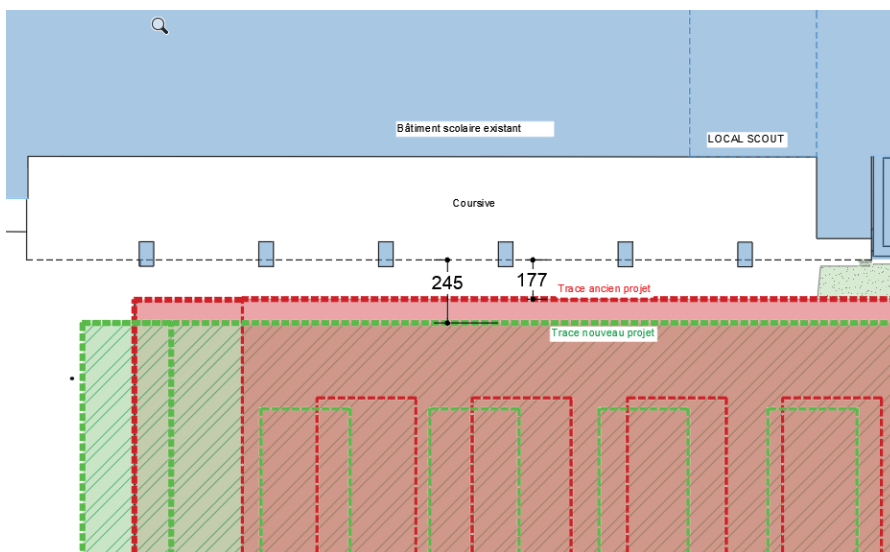 Bâtiment scolaire existant
LOCAL SCOUT
Coursive
245
177
Trace ancien projet
Trace nouveau projet